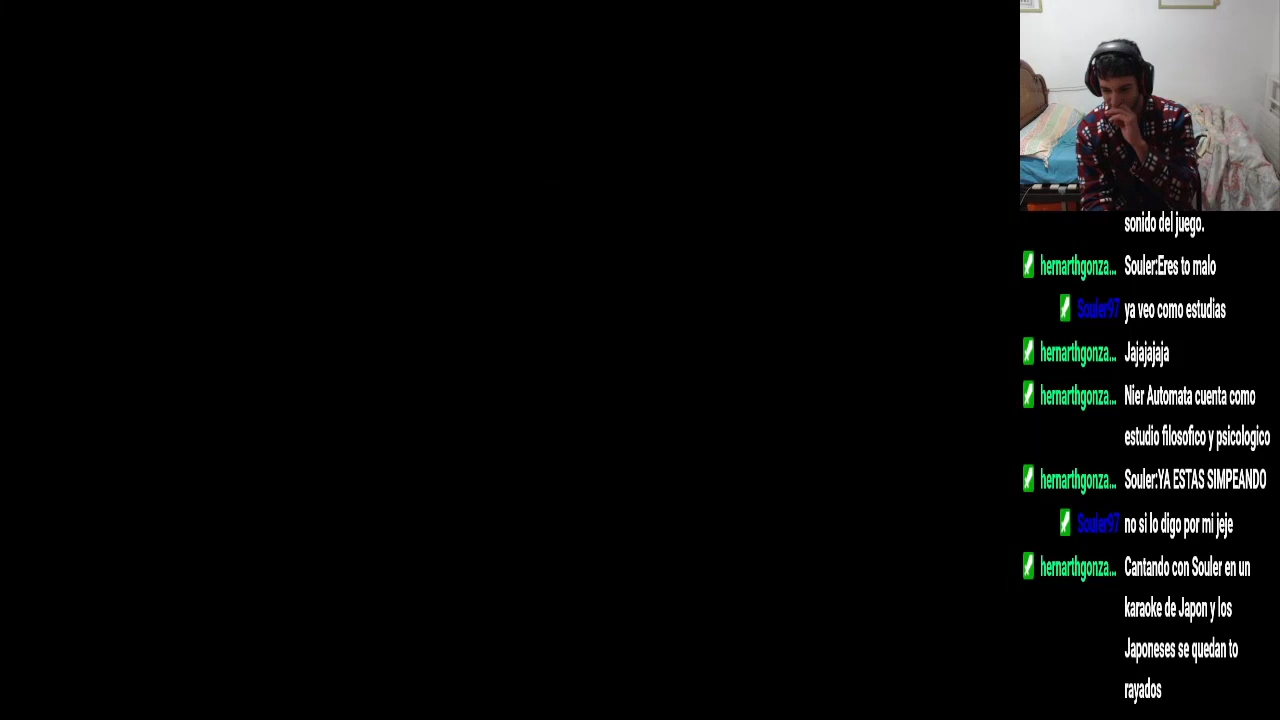 sonido del juego.
hernarthgonza... Souler:Eres to malo
Souler97 ya veo como estudias
hernarthgonza... Jajajajaja
hernarthgonza... Nier Automata cuenta como
estudio filosofico y psicologico
hernarthgonza... Souler:YA ESTAS SIMPEANDO
Souler97 no si lo digo por mi jeje
hernarthgonza... Cantando con Souler en un
karaoke de Japon y los
Japoneses se quedan to
rayados